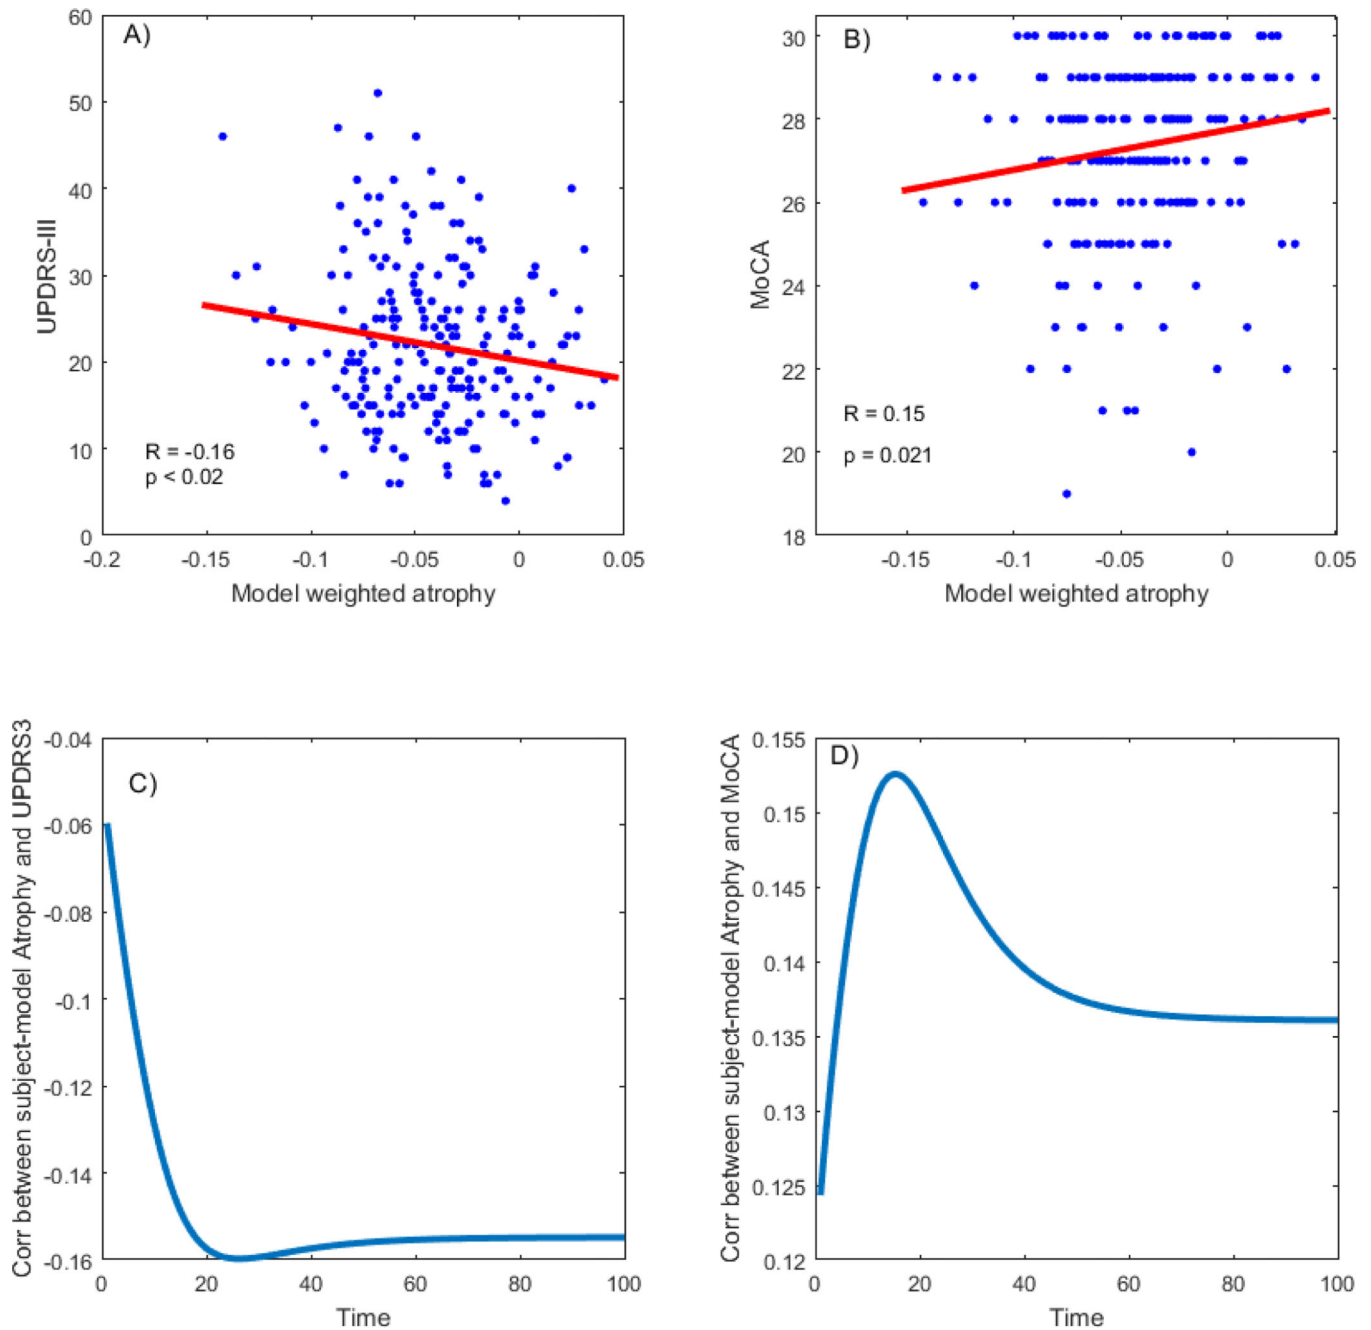 A)
UPDRS-III
60
50
40
30
20
10
0
R = -0.16
p < 0.02
-0.2 -0.15 -0.1 -0.05 0 0.05
Model weighted atrophy
B)
MoCA
30
28
26
24
22
20
18
R = 0.15
p = 0.021
-0.15 -0.1 -0.05 0 0.05
Model weighted atrophy
C)
Corr between subject-model Atrophy and UPDRS3
-0.04
-0.06
-0.08
-0.1
-0.12
-0.14
-0.16
0 20 40 60 80 100
Time
D)
Corr between subject-model Atrophy and MoCA
0.155
0.15
0.145
0.14
0.135
0.13
0.125
0.12
0 20 40 60 80 100
Time